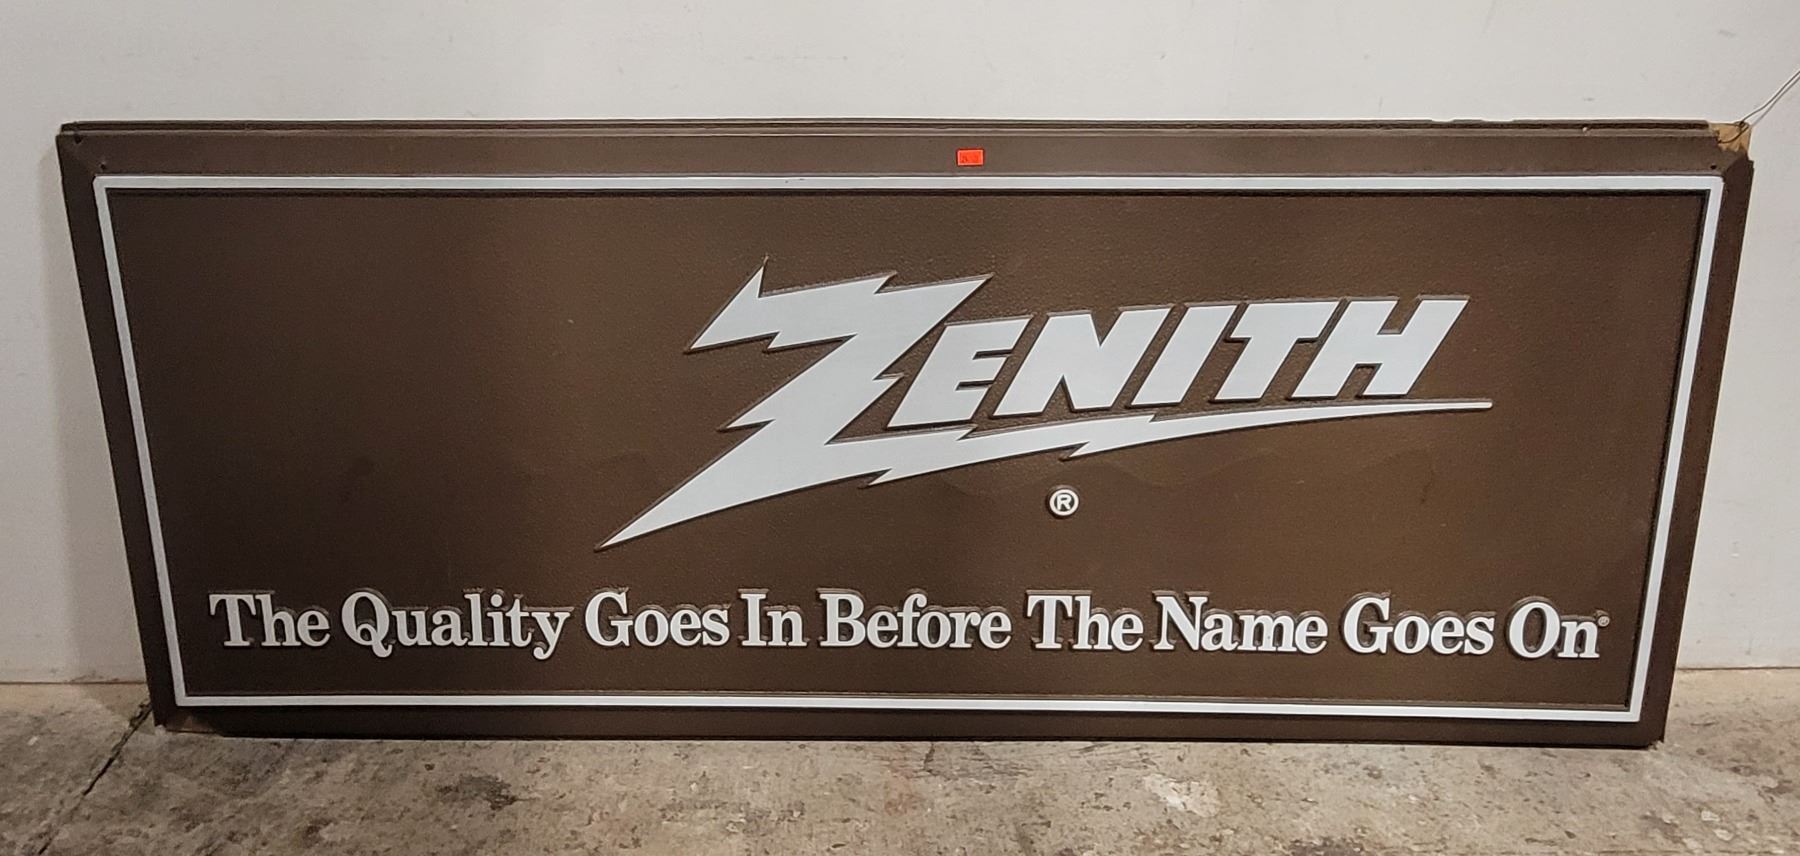 ZENITH
®
The Quality Goes In Before The Name Goes On®